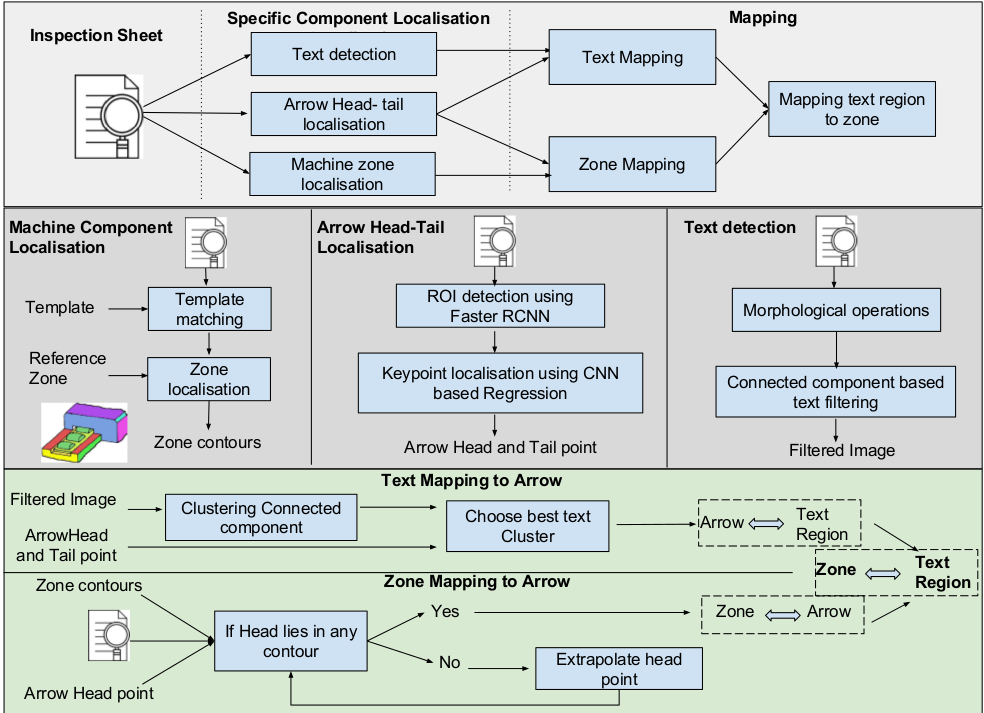 Inspection Sheet
Specific Component Localisation
Mapping
Text detection
Arrow Head- tail
localisation
Machine zone
localisation
Text Mapping
Zone Mapping
Mapping text region
to zone
Machine Component
Localisation
Template
Template
matching
Reference
Zone
Zone
localisation
Zone contours
Arrow Head-Tail
Localisation
ROI detection using
Faster RCNN
Keypoint localisation using CNN
based Regression
Arrow Head and Tail point
Text detection
Morphological operations
Connected component based
text filtering
Filtered Image
Text Mapping to Arrow
Filtered Image
ArrowHead
and Tail point
Clustering Connected
component
Choose best text
Cluster
Arrow
Text
Region
Zone
Text
Region
Zone Mapping to Arrow
Zone contours
Arrow Head point
If Head lies in any
contour
Yes
No
Extrapolate head
point
Zone
Arrow